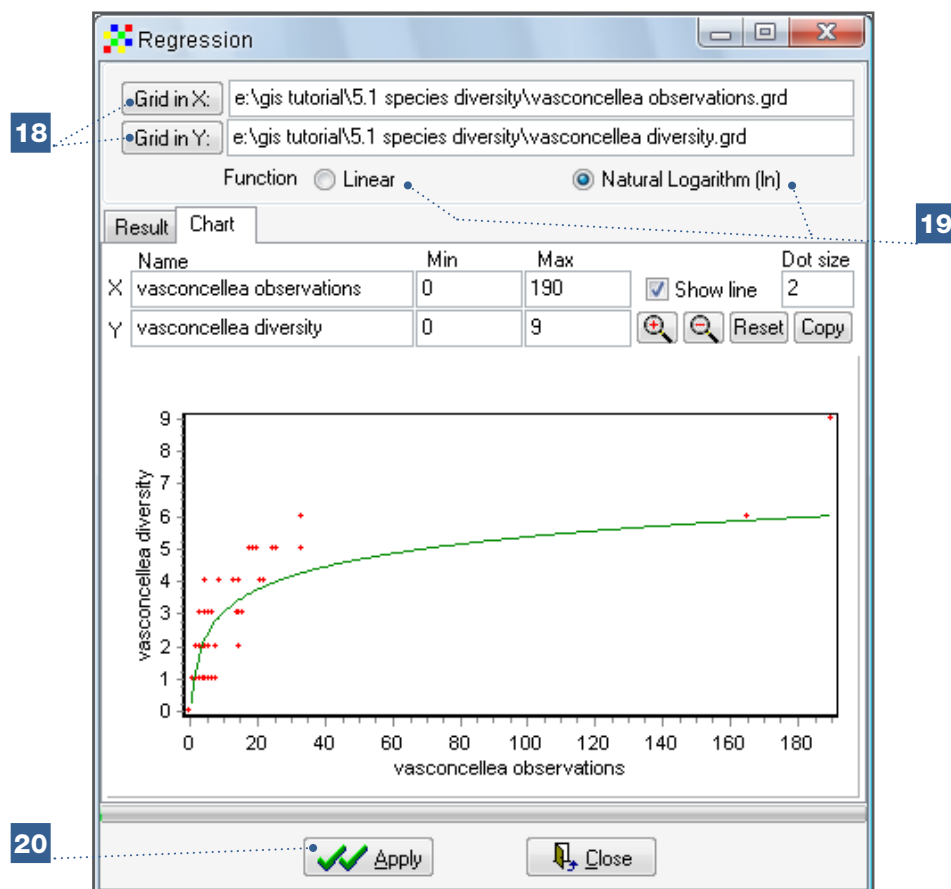 Regression
Grid in X: e:\gis tutorial\5.1 species diversity\vasconcellea observations.grd
18
Grid in Y: e:\gis tutorial\5.1 species diversity\vasconcellea diversity.grd
Function Linear Natural Logarithm (ln)
19
Result Chart
Name Min Max Dot size
X vasconcellea observations 0 190 Show line 2
Y vasconcellea diversity 0 9 Reset Copy
9
8
7
6
5
4
3
2
1
0
vasconcellea diversity
0 20 40 60 80 100 120 140 160 180
vasconcellea observations
20
Apply Close